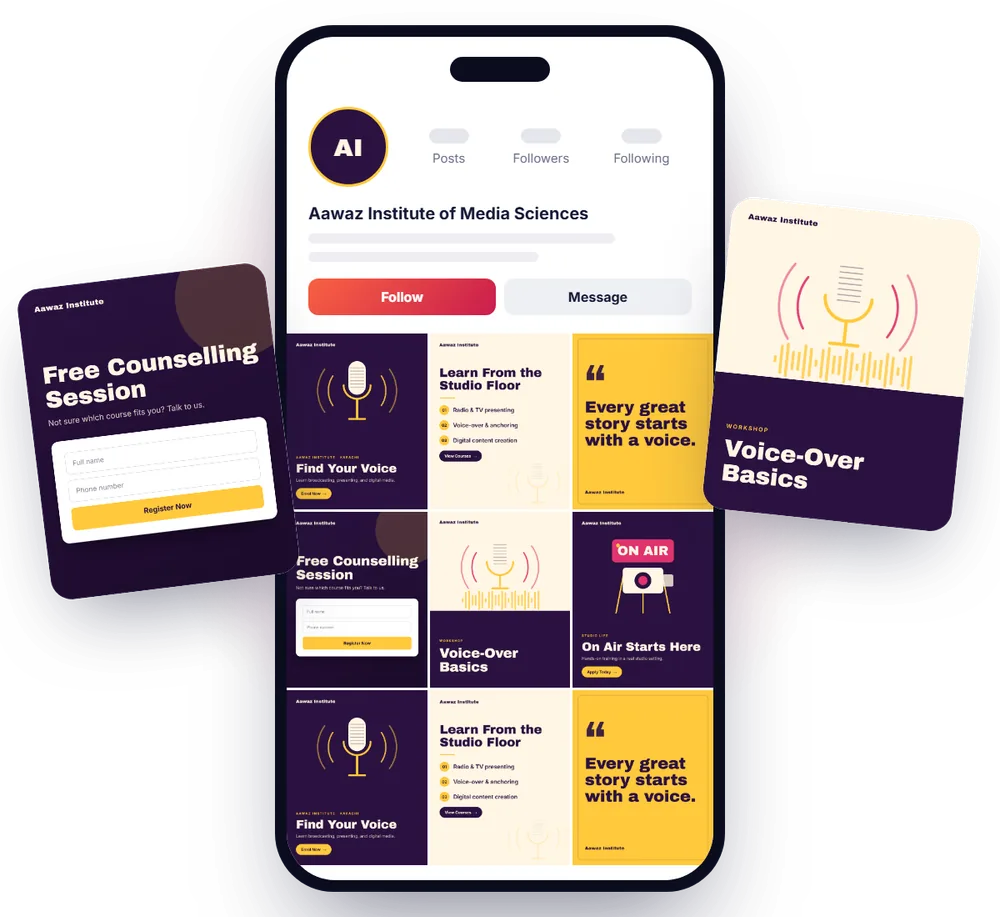 AI
Posts
Followers
Following
Aawaz Institute of Media Sciences
Follow
Message
Aawaz Institute
Free Counselling
Session
Not sure which course fits you? Talk to us.
Full name
Phone number
Register Now
Aawaz Institute
WORKSHOP
Voice-Over
Basics
Aawaz Institute
AAWAZ INSTITUTE
Find Your Voice
Learn broadcasting, presenting, and digital media.
Enroll Now →
Aawaz Institute
Learn From the
Studio Floor
01 Radio & TV presenting
02 Voice-over & anchoring
03 Digital content creation
View Courses →
“
Every great
story starts
with a voice.
Aawaz Institute
Aawaz Institute
Free Counselling
Session
Not sure which course fits you? Talk to us.
Full name
Phone number
Register Now
Aawaz Institute
WORKSHOP
Voice-Over
Basics
Aawaz Institute
ON AIR
STUDIO LIFE
On Air Starts Here
Hands-on training in a real studio setting.
Apply Today →
Aawaz Institute
AAWAZ INSTITUTE
Find Your Voice
Learn broadcasting, presenting, and digital media.
Enroll Now →
Aawaz Institute
Learn From the
Studio Floor
01 Radio & TV presenting
02 Voice-over & anchoring
03 Digital content creation
View Courses →
“
Every great
story starts
with a voice.
Aawaz Institute